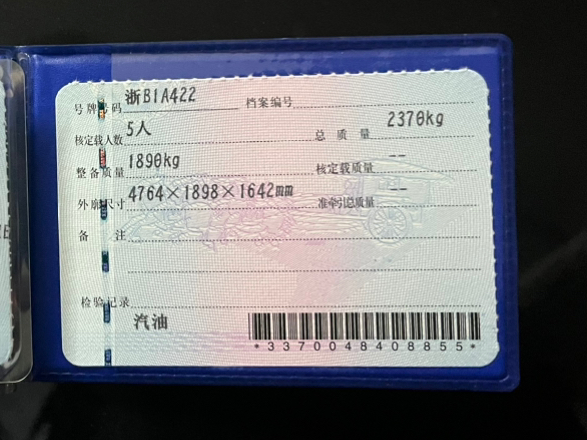 号牌号码 浙B1A422 档案编号
核定载人数 5人 总质量 2370kg
整备质量 1890kg 核定载质量 --
外廓尺寸 4764×1898×1642mm 准牵引总质量 --
备注
检验记录
汽油
*3370048408855*